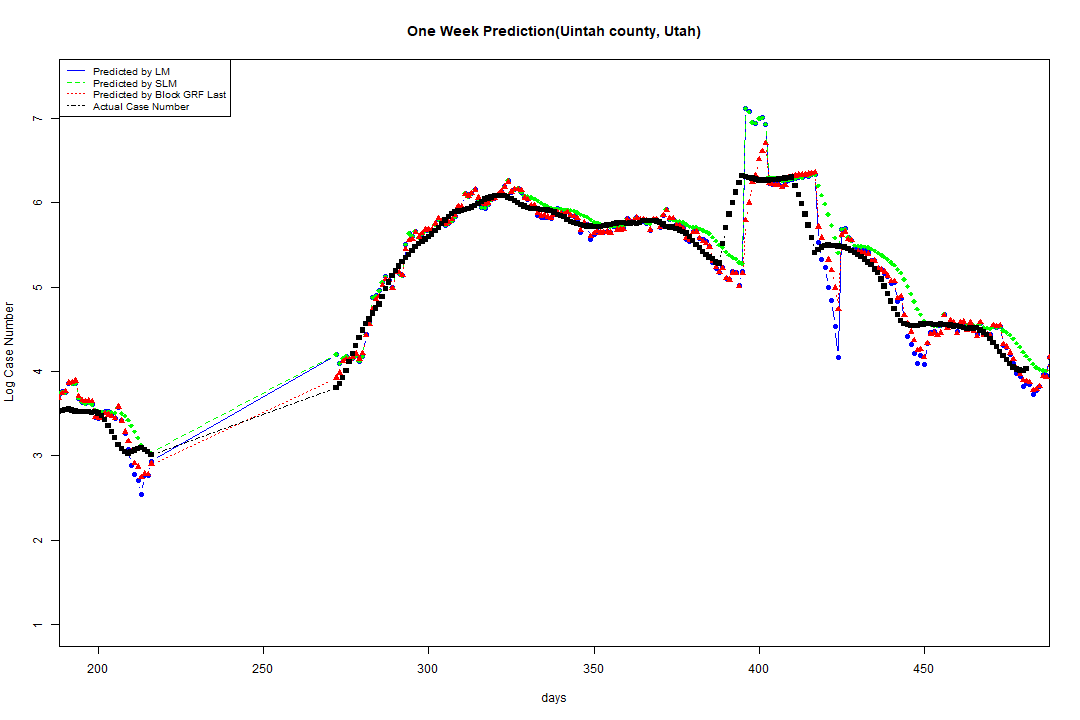 One Week Prediction(Uintah county, Utah)
Predicted by LM
Predicted by SLM
Predicted by Block GRF Last
Actual Case Number
7
6
5
4
3
2
1
Log Case Number
200 250 300 350 400 450
days